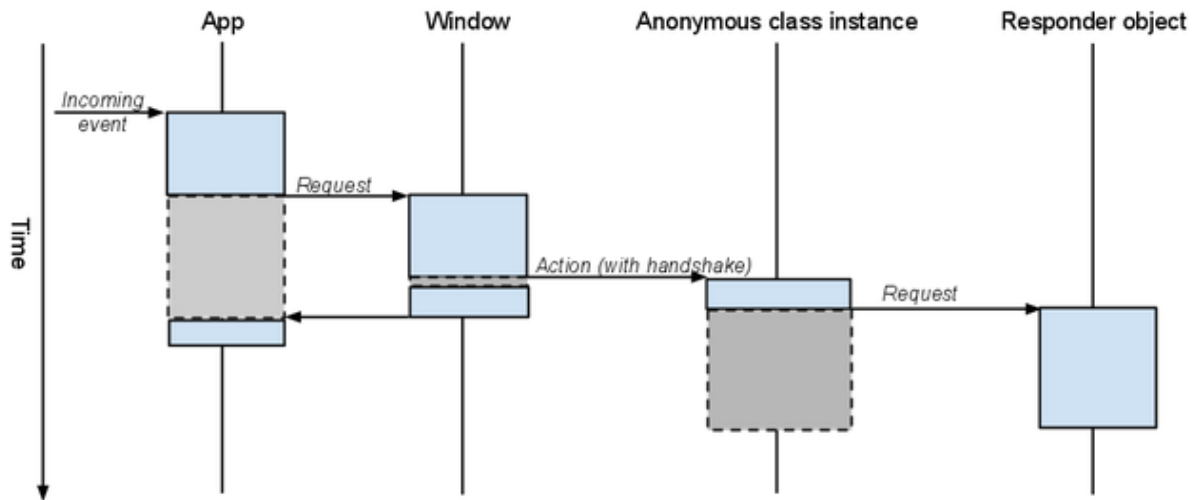 App
Window
Anonymous class instance
Responder object
Incoming
event
Request
Action (with handshake)
Request
Time